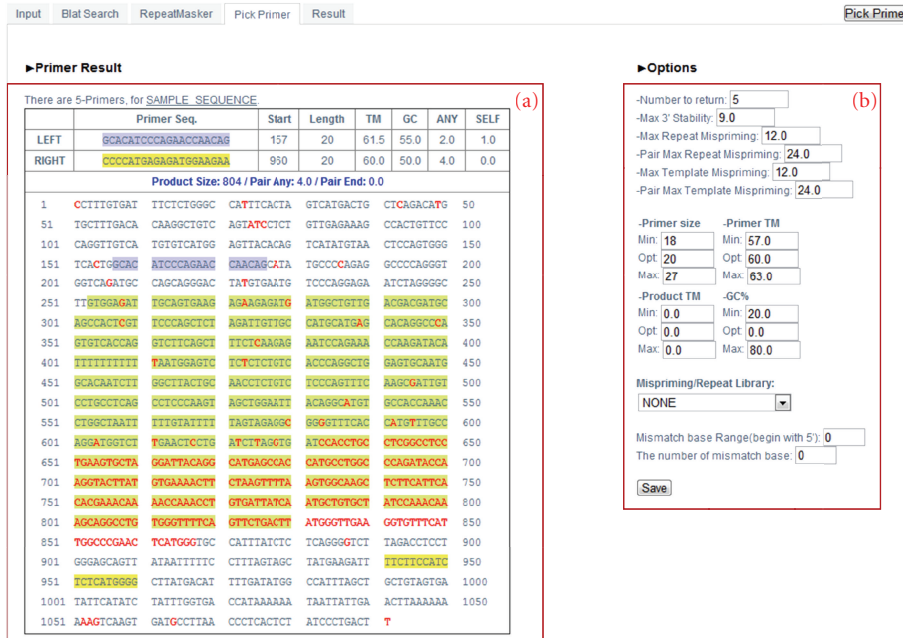 Input Blat Search RepeatMasker Pick Primer Result Pick Prime
►Primer Result
There are 5-Primers, for SAMPLE_SEQUENCE.
(a)
Primer Seq. Start Length TM GC ANY SELF
LEFT GCACATCCCAGAACCAACAG 157 20 61.5 55.0 2.0 1.0
RIGHT CCCCATGAGAGATGGAAGAA 950 20 60.0 50.0 4.0 0.0
Product Size: 804 / Pair Any: 4.0 / Pair End: 0.0
1 CCTTTGTGAT TTCTCTGGGC CATTTCACTA GTCATGACTG CTCAGACATG 50
51 TGCTTTGACA CAAGGCTGTC AGTATCCTCT GTTGAGAAAG CCACTGTTCC 100
101 CAGGTTGTCA TGTGTCATGG AGTTACACAG TCATATGTAA CTCCAGTGGG 150
151 TCACTGGCAC ATCCCAGAAC CAACAGCATA TGCCCCAGAG GCCCCAGGGT 200
201 GGTCAGATGC CAGCAGGGAC TATGTGAATG TCCCAGGAGA ATCTAGGGGC 250
251 TTGTGGAGAT TGCAGTGAAG AGAAGAGATG ATGGCTGTTG ACGACGATGC 300
301 AGCCACTCGT TCCCAGCTCT AGATTGTTGC CATGCATGAG CACAGGCCCA 350
351 GTGTCACCAG GTCTTCAGCT TTCTCAAGAG AATCCAGAAA CCAAGATACA 400
401 TTTTTTTTTT TAATGGAGTC TCTCTCTGTC ACCCAGGCTG GAGTGCAATG 450
451 GCACAATCTT GGCTTACTGC AACCTCTGTC TCCCAGTTTC AAGCGATTGT 500
501 CCTGCCTCAG CCTCCCAAGT AGCTGGAATT ACAGGCATGT GCCACCAAAC 550
551 CTGGCTAATT TTTGTATTTT TAGTAGAGGC GGGGTTTCAC CATGTTTGCC 600
601 AGGATGGTCT TGAACTCCTG ATCTTAGGTG ATCCACCTGC CTCGGCCTCC 650
651 TGAAGTGCTA GGATTACAGG CATGAGCCAC CATGCCTGGC CCAGATACCA 700
701 AGGTACTTAT GTGAAAACTT CTAAGTTTTA AGTGGCAAGC TCTTCATTCA 750
751 CACGAAACAA AACCAAACCT GTGATTATCA ATGCTGTGCT ATCCAAACAA 800
801 AGCAGGCCTG TGGGTTTTCA GTTCTGACTT ATGGGTTGAA GGTGTTTCAT 850
851 TGGCCCGAAC TCATGGGTGC CATTTATCTC TCAGGGGTCT TAGACCTCCT 900
901 GGGAGCAGTT ATAATTTTTC CTTTAGTAGC TATGAAGATT TTCTTCCATC 950
951 TCTCATGGGG CTTATGACAT TTTGATATGG CCATTTAGCT GCTGTAGTGA 1000
1001 TATTCATATC TATTTGGTGA CCATAAAAAA TAATTATTGA ACTTAAAAAA 1050
1051 AAAGTCAAGT GATGCCTTAA CCCTCACTCT ATCCCTGACT T
►Options
(b)
-Number to return: 5
-Max 3' Stability: 9.0
-Max Repeat Mispriming: 12.0
-Pair Max Repeat Mispriming: 24.0
-Max Template Mispriming: 12.0
-Pair Max Template Mispriming: 24.0
-Primer size -Primer TM
Min: 18 Min: 57.0
Opt: 20 Opt: 60.0
Max: 27 Max: 63.0
-Product TM -GC%
Min: 0.0 Min: 20.0
Opt: 0.0 Opt: 0.0
Max: 0.0 Max: 80.0
Mispriming/Repeat Library:
NONE
Mismatch base Range(begin with 5'): 0
The number of mismatch base: 0
Save